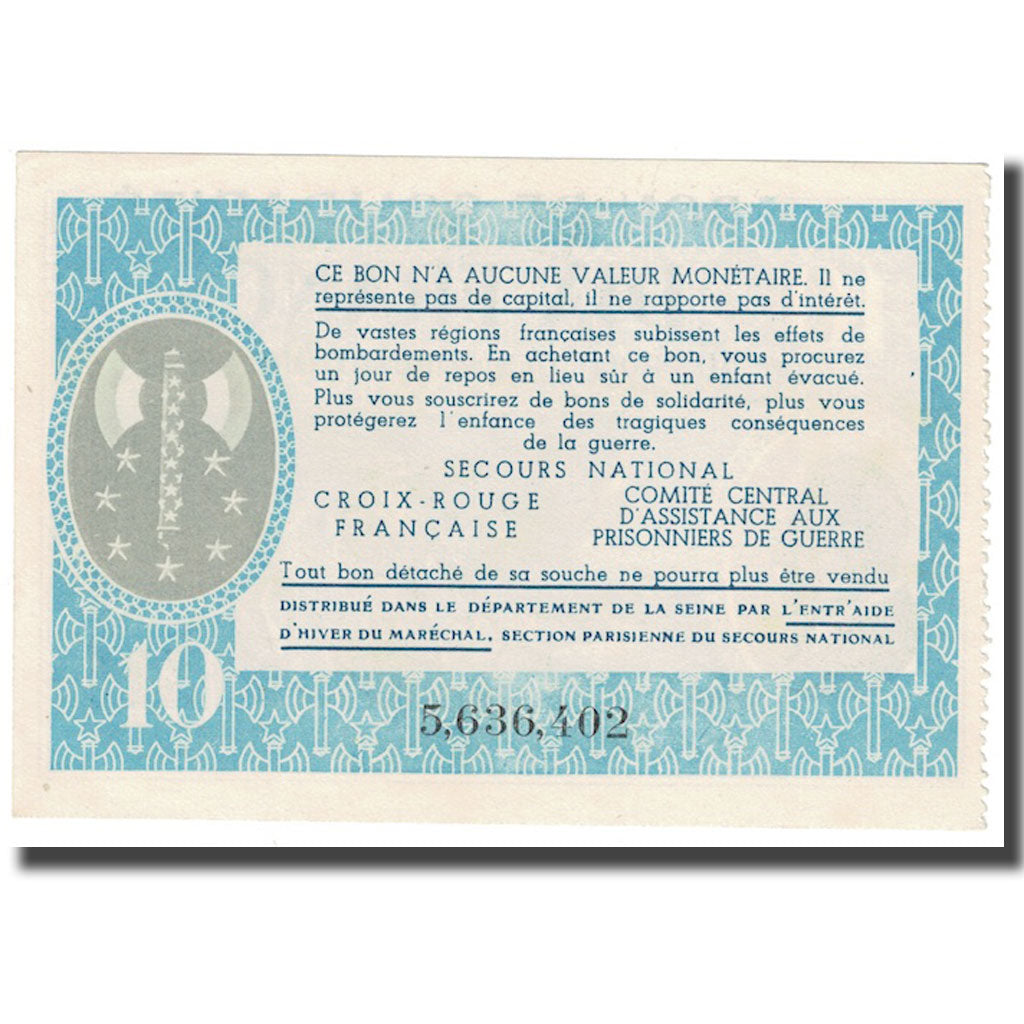 CE BON N'A AUCUNE VALEUR MONÉTAIRE. Il ne
représente pas de capital, il ne rapporte pas d'intérêt.
De vastes régions françaises subissent les effets de
bombardements. En achetant ce bon, vous procurez
un jour de repos en lieu sûr à un enfant évacué.
Plus vous souscrirez de bons de solidarité, plus vous
protégerez l'enfance des tragiques conséquences
de la guerre.
SECOURS NATIONAL
CROIX-ROUGE
FRANÇAISE
COMITÉ CENTRAL
D'ASSISTANCE AUX
PRISONNIERS DE GUERRE
Tout bon détaché de sa souche ne pourra plus être vendu
DISTRIBUÉ DANS LE DÉPARTEMENT DE LA SEINE PAR L'ENTR'AIDE
D'HIVER DU MARÉCHAL, SECTION PARISIENNE DU SECOURS NATIONAL
10
5,636,402